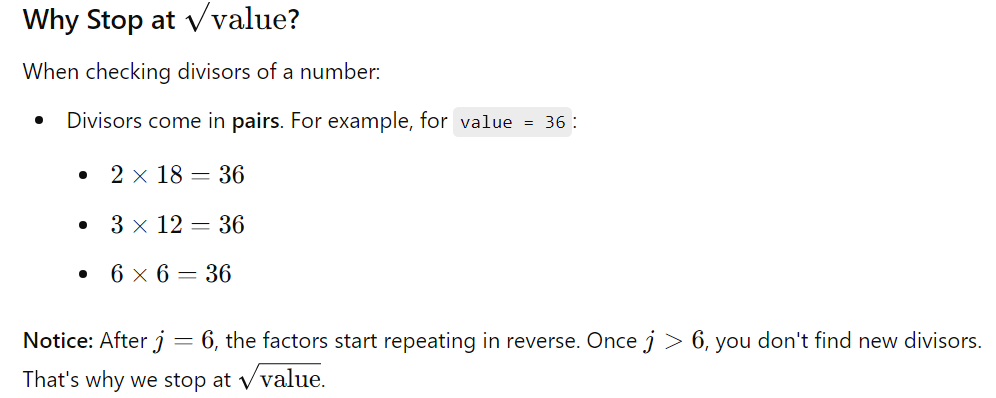 Why Stop at √value?
When checking divisors of a number:
• Divisors come in pairs. For example, for value = 36:
• 2 × 18 = 36
• 3 × 12 = 36
• 6 × 6 = 36
Notice: After j = 6, the factors start repeating in reverse. Once j > 6, you don't find new divisors.
That's why we stop at √value.